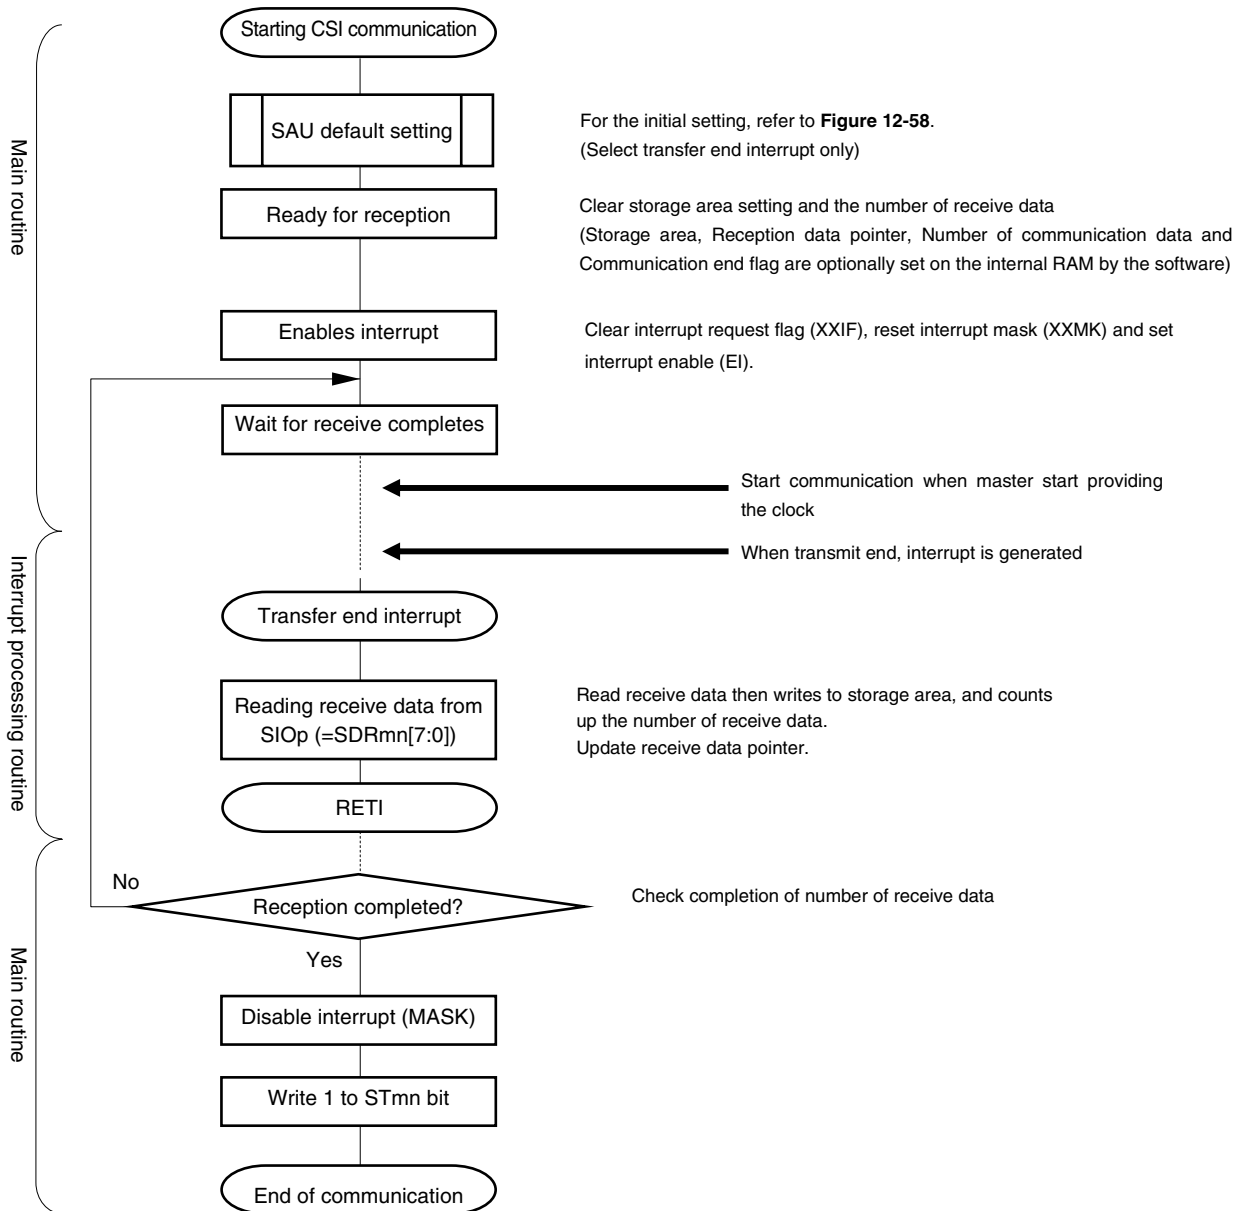 Starting CSI communication
Main routine
SAU default setting
For the initial setting, refer to Figure 12-58.
(Select transfer end interrupt only)
Ready for reception
Clear storage area setting and the number of receive data
(Storage area, Reception data pointer, Number of communication data and
Communication end flag are optionally set on the internal RAM by the software)
Enables interrupt
Clear interrupt request flag (XXIF), reset interrupt mask (XXMK) and set
interrupt enable (EI).
Wait for receive completes
Start communication when master start providing
the clock
When transmit end, interrupt is generated
Interrupt processing routine
Transfer end interrupt
Reading receive data from
SIOp (=SDRmn[7:0])
Read receive data then writes to storage area, and counts
up the number of receive data.
Update receive data pointer.
RETI
No
Reception completed?
Check completion of number of receive data
Yes
Main routine
Disable interrupt (MASK)
Write 1 to STmn bit
End of communication